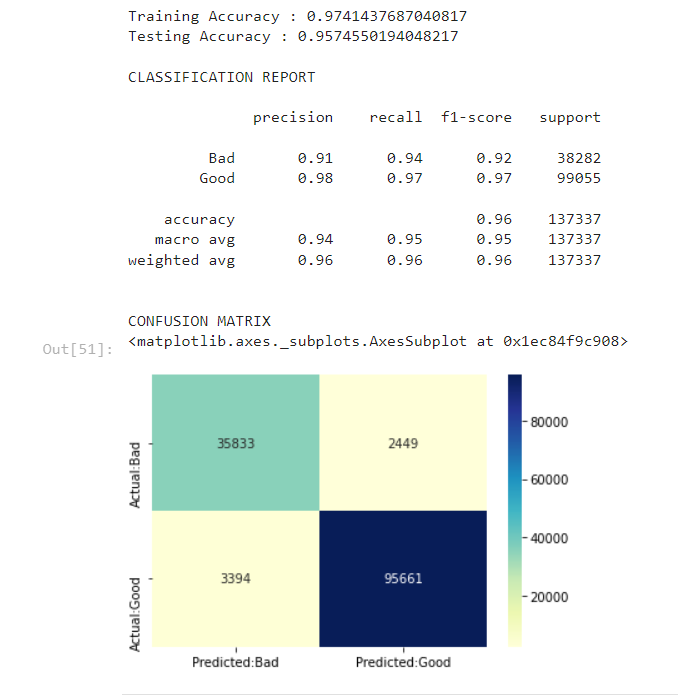 Training Accuracy : 0.9741437687040817
Testing Accuracy : 0.9574550194048217
CLASSIFICATION REPORT
precision recall f1-score support
Bad 0.91 0.94 0.92 38282
Good 0.98 0.97 0.97 99055
accuracy 0.96 137337
macro avg 0.94 0.95 0.95 137337
weighted avg 0.96 0.96 0.96 137337
CONFUSION MATRIX
Out[51]: <matplotlib.axes._subplots.AxesSubplot at 0x1ec84f9c908>
Actual:Bad
35833 2449
Actual:Good
3394 95661
Predicted:Bad Predicted:Good
80000
60000
40000
20000